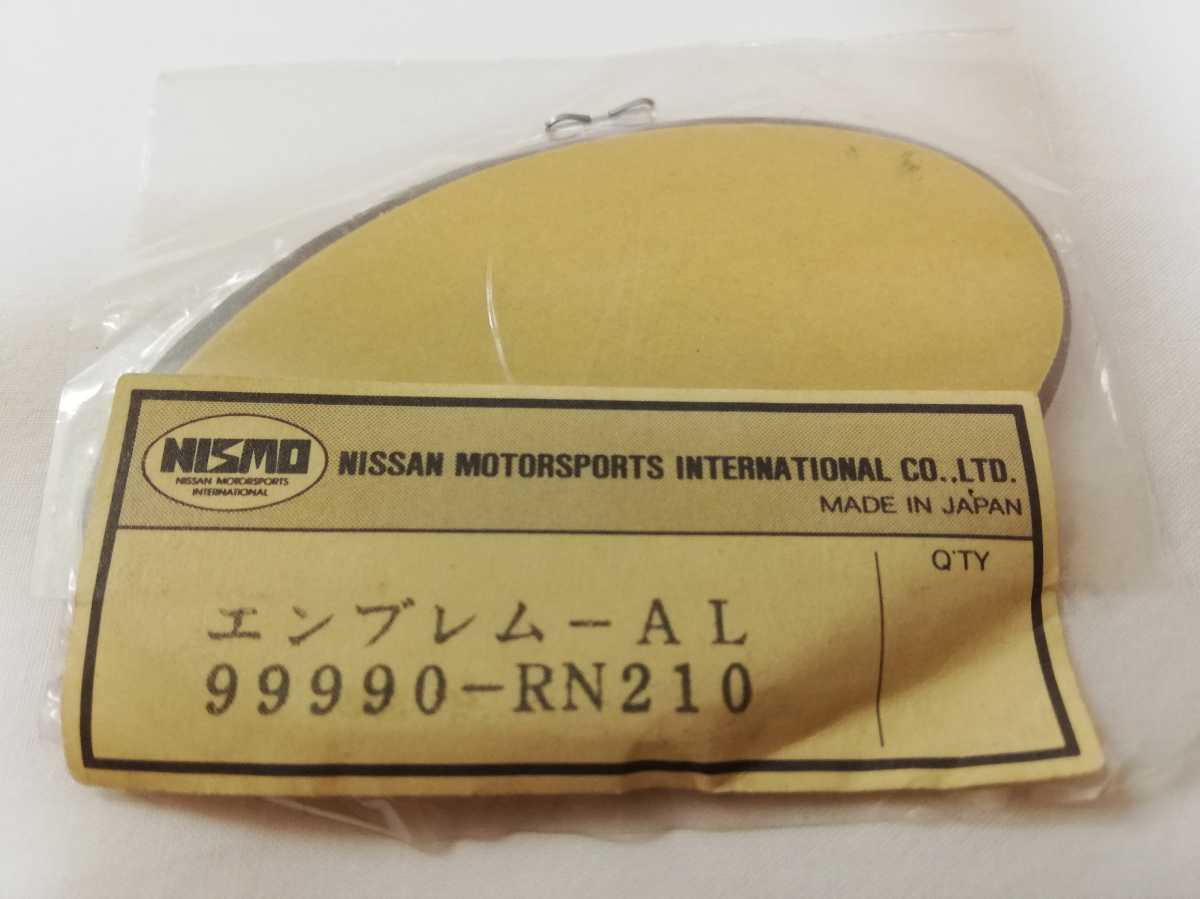 NISMO
NISSAN MOTORSPORTS
INTERNATIONAL
NISSAN MOTORSPORTS INTERNATIONAL CO.,LTD.
MADE IN JAPAN
Q'TY
エンブレム-AL
99990-RN210